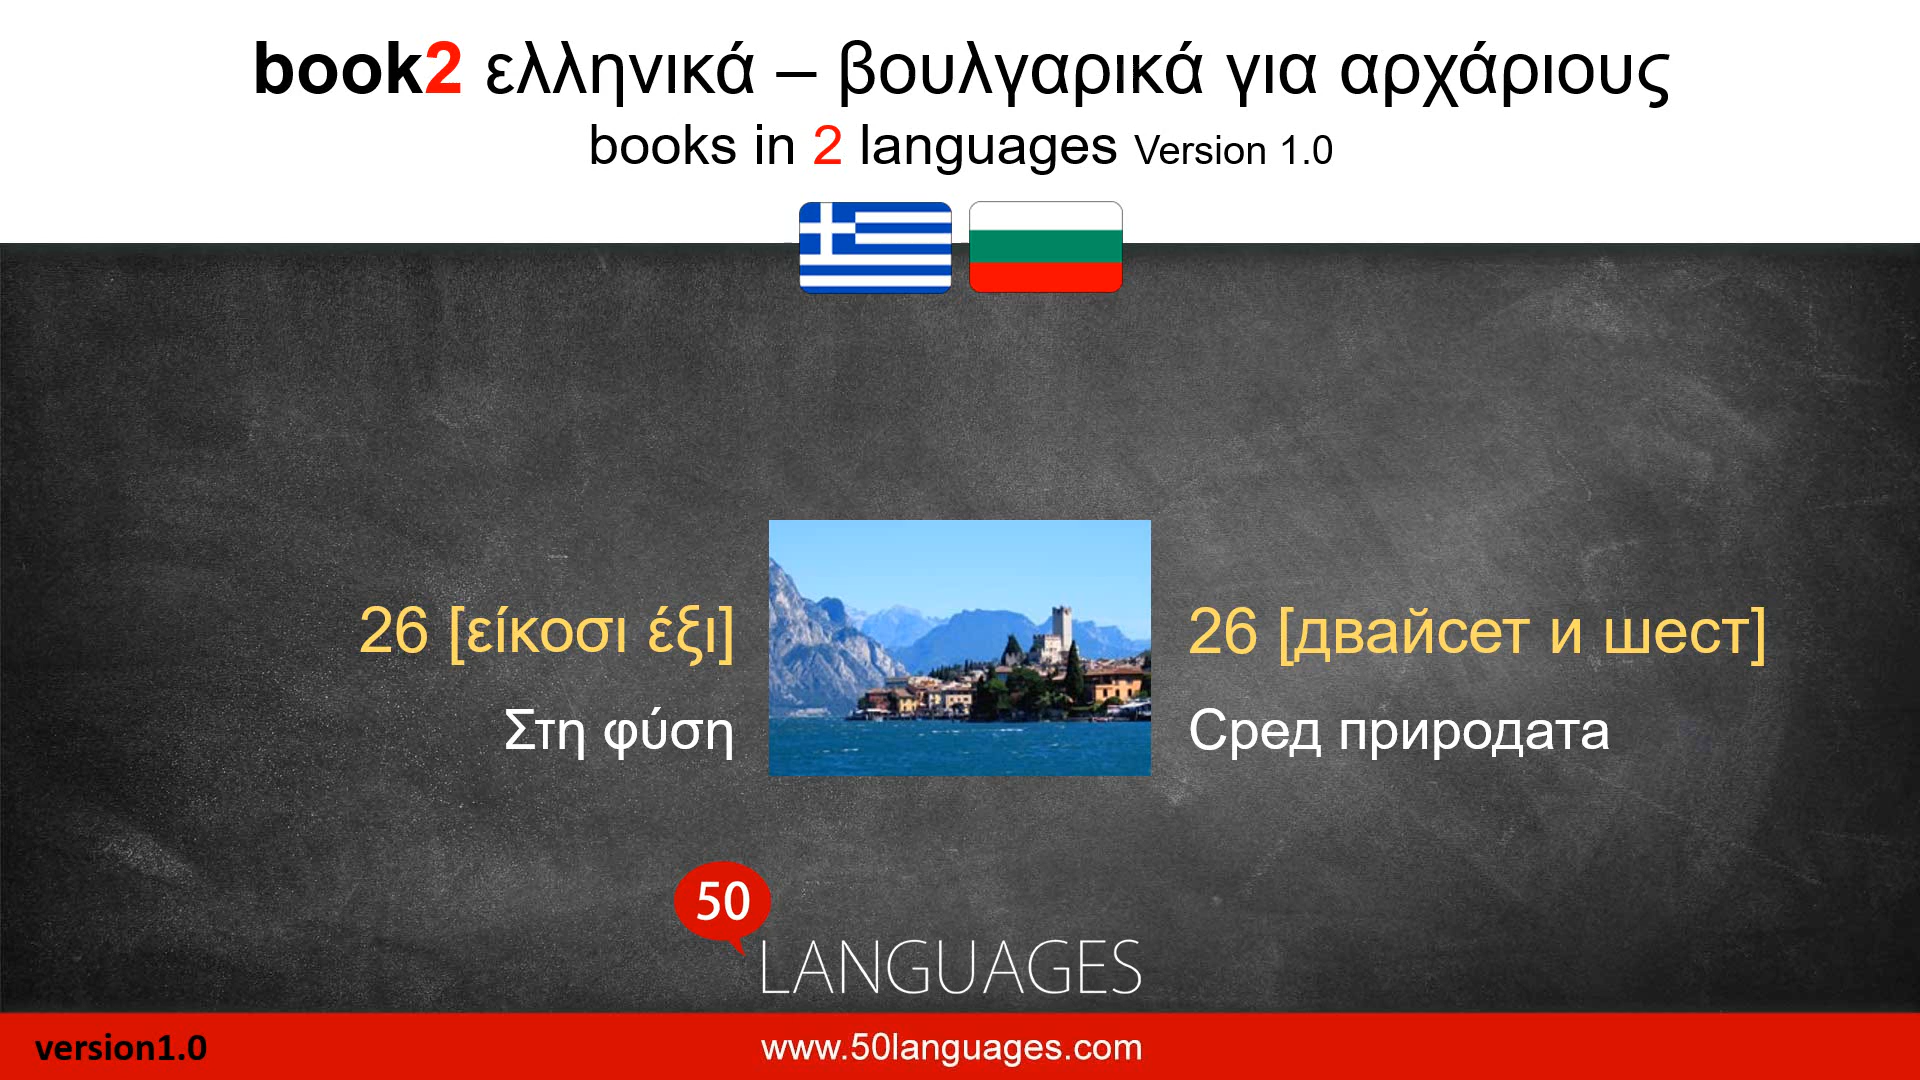 book2 ελληνικά – βουλγαρικά για αρχάριους
books in 2 languages Version 1.0
26 [είκοσι έξι]
Στη φύση
26 [двайсет и шест]
Сред природата
50
LANGUAGES
version1.0
www.50languages.com